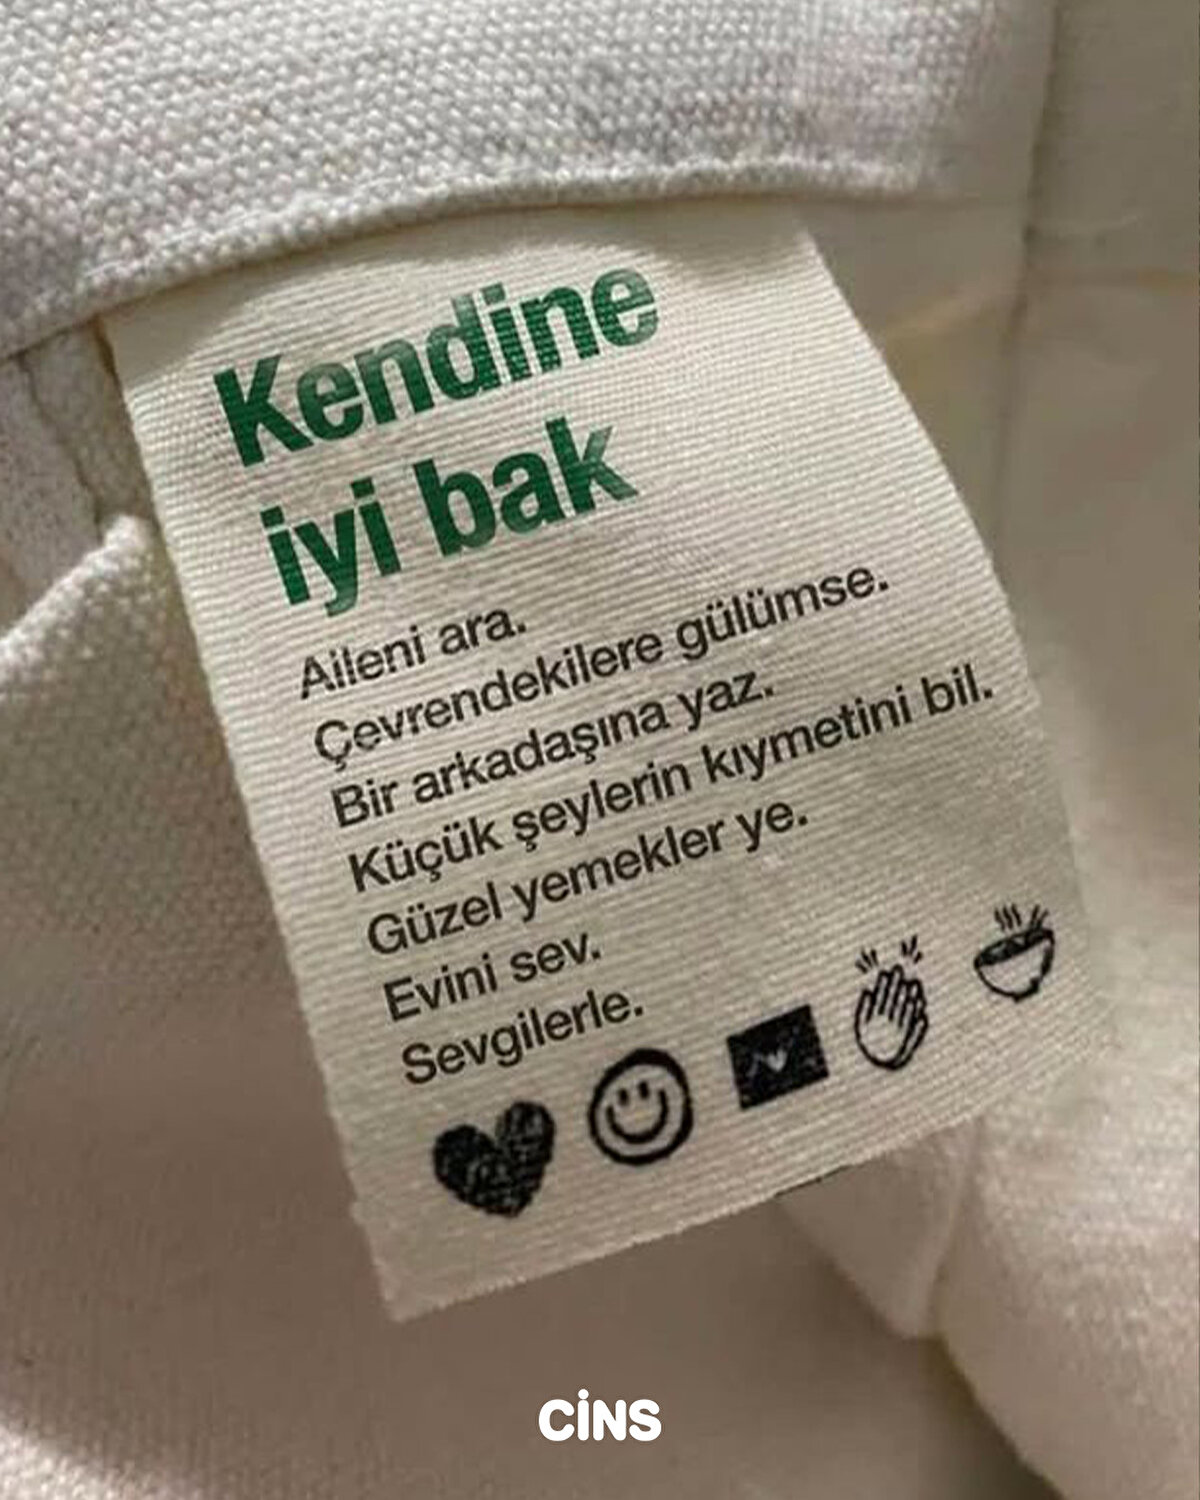 Kendine
iyi bak
Aileni ara.
Çevrendekilere gülümse.
Bir arkadaşına yaz.
Küçük şeylerin kıymetini bil.
Güzel yemekler ye.
Evini sev.
Sevgilerle.
CİNS